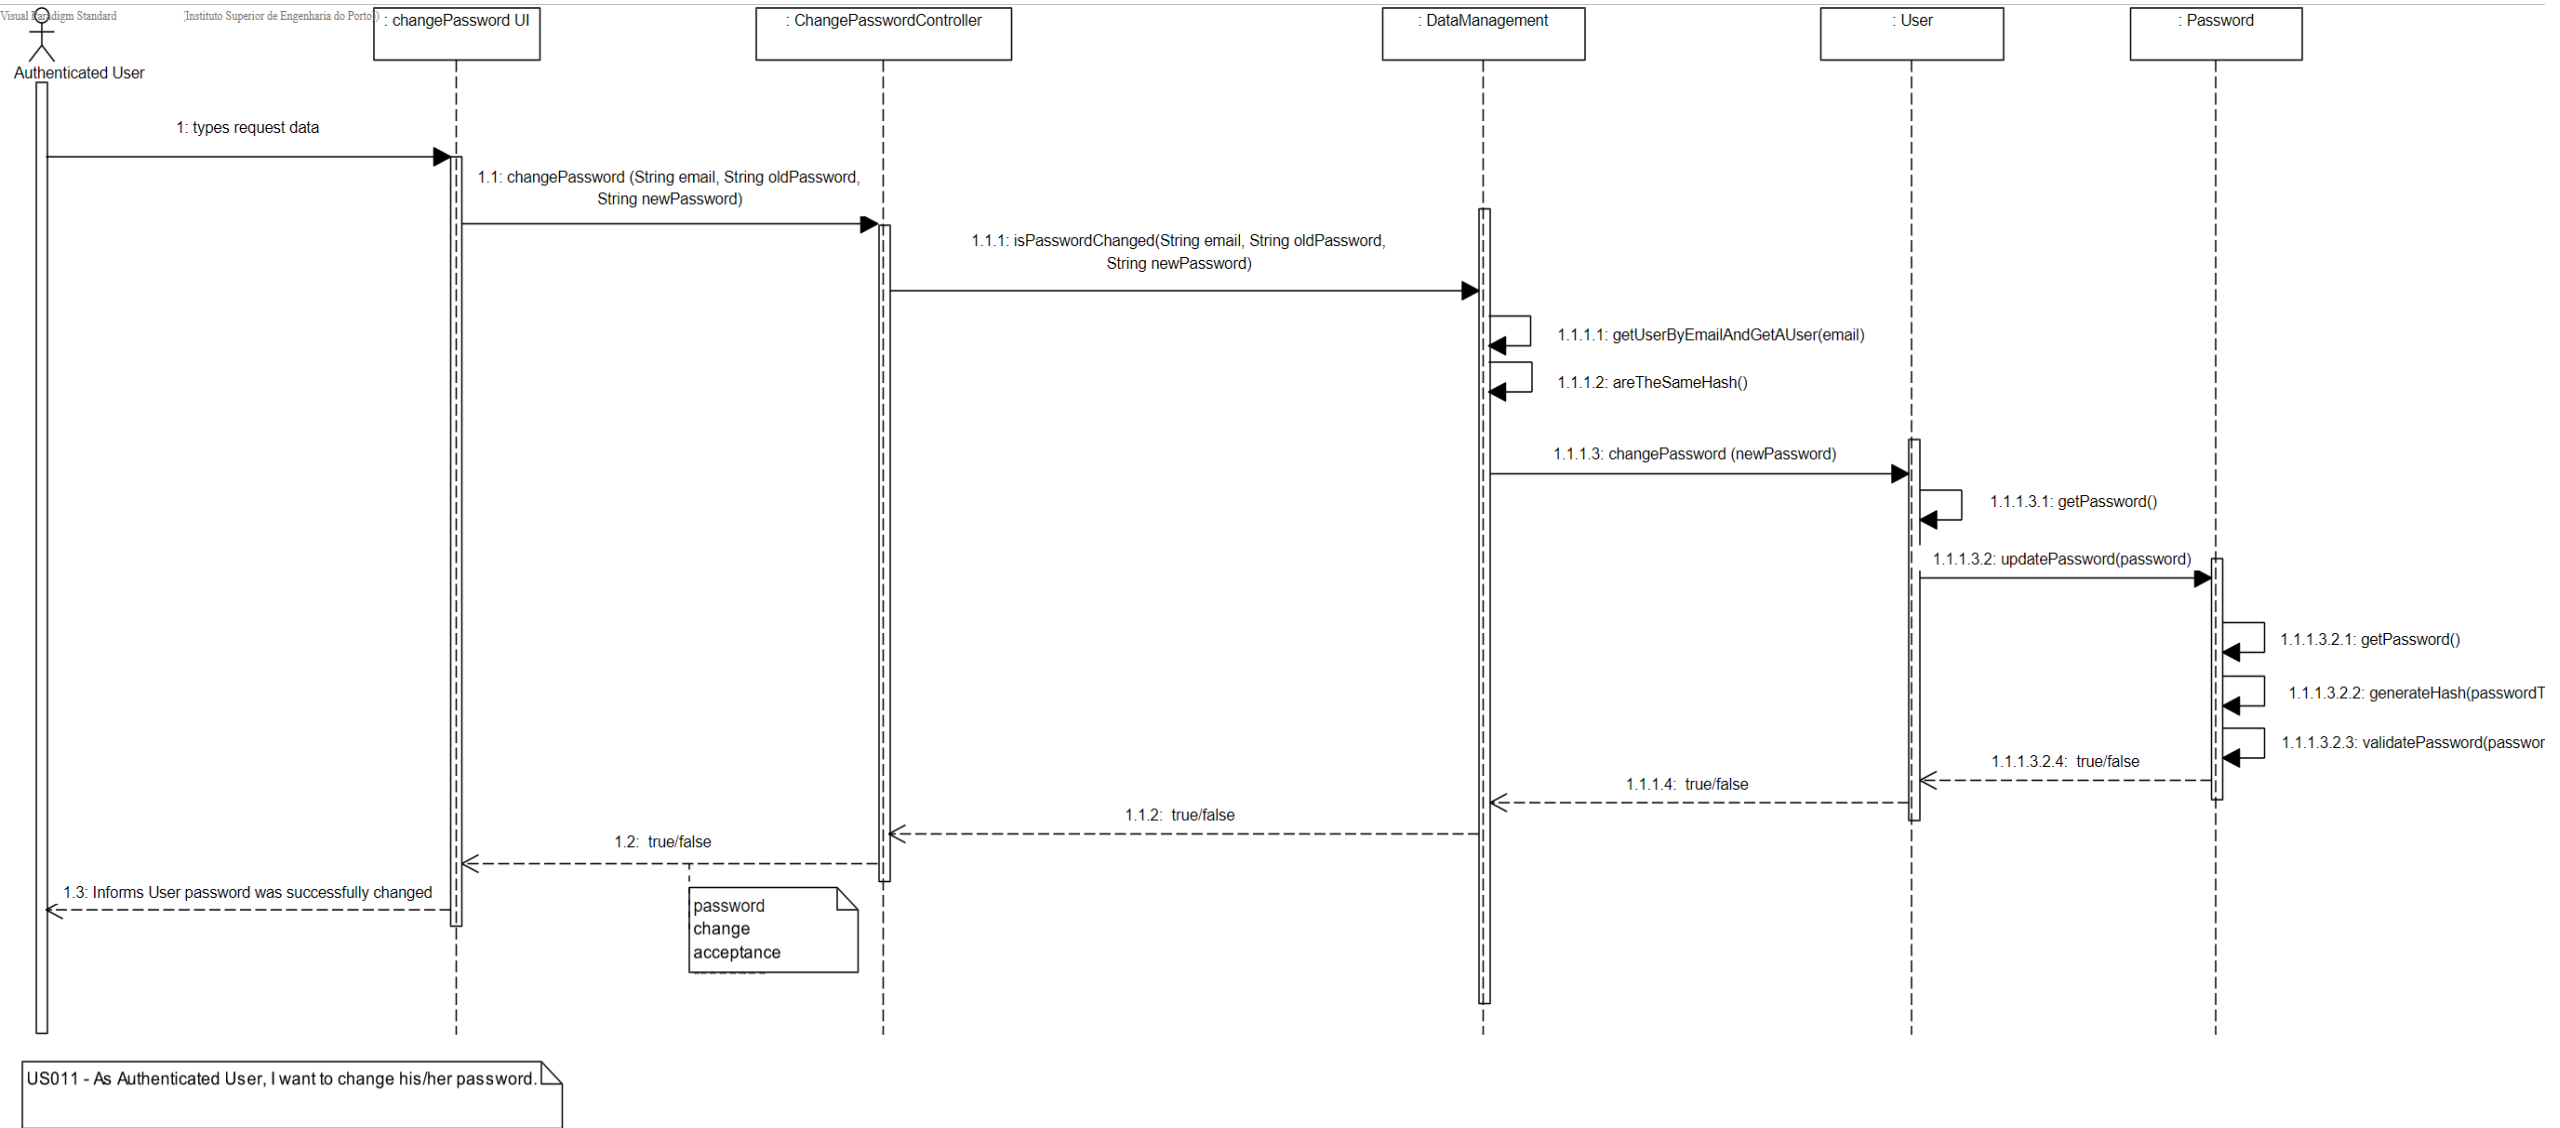 Visual Paradigm Standard (Instituto Superior de Engenharia do Porto)
: changePassword UI
: ChangePasswordController
: DataManagement
: User
: Password
Authenticated User
1: types request data
1.1: changePassword (String email, String oldPassword,
String newPassword)
1.1.1: isPasswordChanged(String email, String oldPassword,
String newPassword)
1.1.1.1: getUserByEmailAndGetAUser(email)
1.1.1.2: areTheSameHash()
1.1.1.3: changePassword (newPassword)
1.1.1.3.1: getPassword()
1.1.1.3.2: updatePassword(password)
1.1.1.3.2.1: getPassword()
1.1.1.3.2.2: generateHash(passwordT
1.1.1.3.2.3: validatePassword(passwor
1.1.1.3.2.4: true/false
1.1.1.4: true/false
1.1.2: true/false
1.2: true/false
1.3: Informs User password was successfully changed
password
change
acceptance
US011 - As Authenticated User, I want to change his/her password.